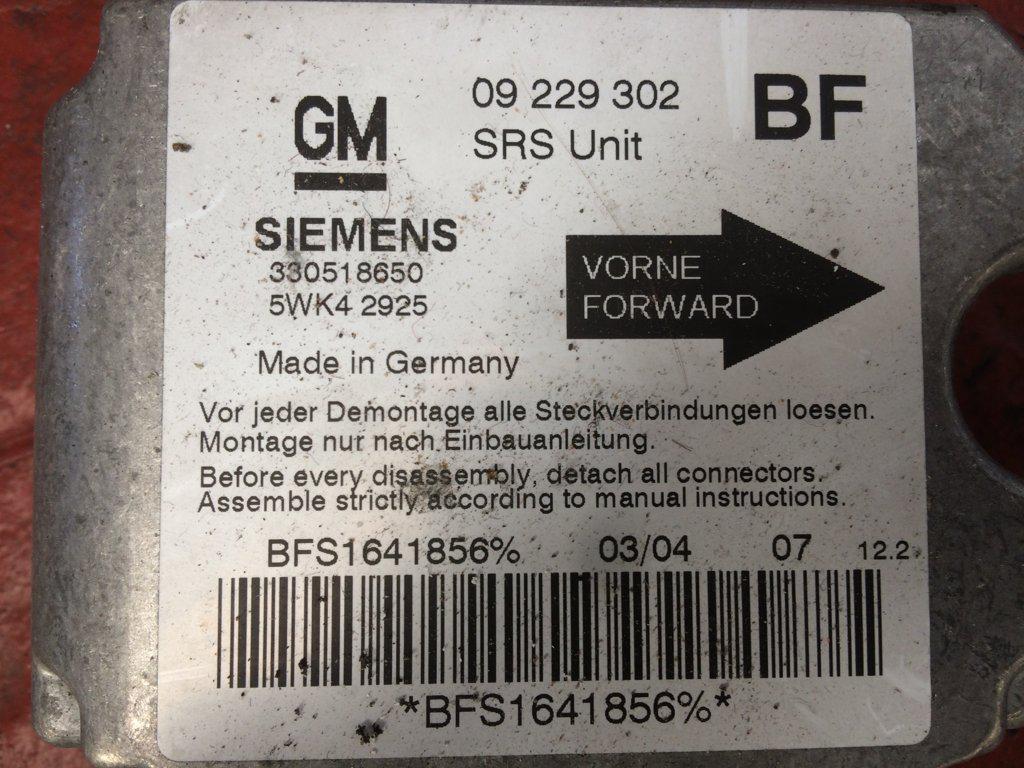 GM
09 229 302
SRS Unit
BF
SIEMENS
330518650
5WK4 2925
VORNE
FORWARD
Made in Germany
Vor jeder Demontage alle Steckverbindungen loesen.
Montage nur nach Einbauanleitung.
Before every disassembly, detach all connectors.
Assemble strictly according to manual instructions.
BFS1641856% 03/04 07 12.2
*BFS1641856%*